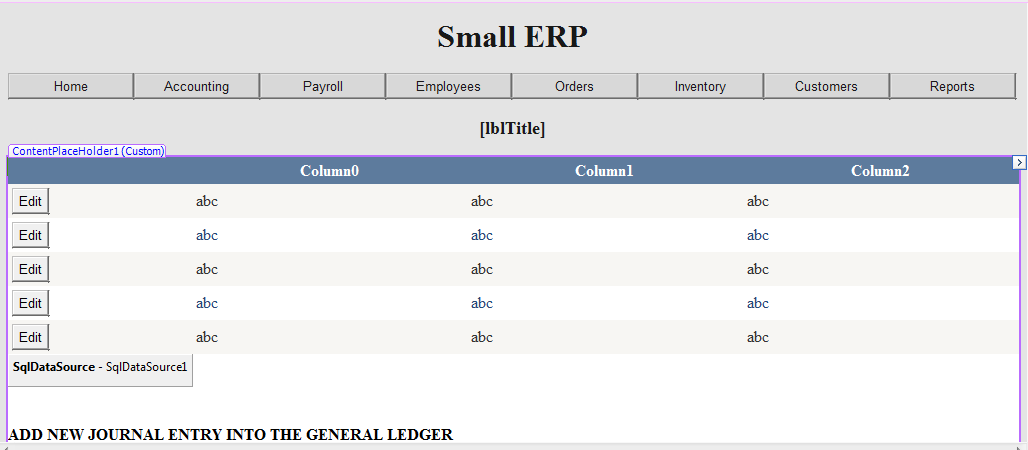 Small ERP
Home Accounting Payroll Employees Orders Inventory Customers Reports
[lblTitle]
ContentPlaceHolder1 (Custom)
Column0 Column1 Column2
Edit abc abc abc
Edit abc abc abc
Edit abc abc abc
Edit abc abc abc
Edit abc abc abc
SqlDataSource - SqlDataSource1
ADD NEW JOURNAL ENTRY INTO THE GENERAL LEDGER